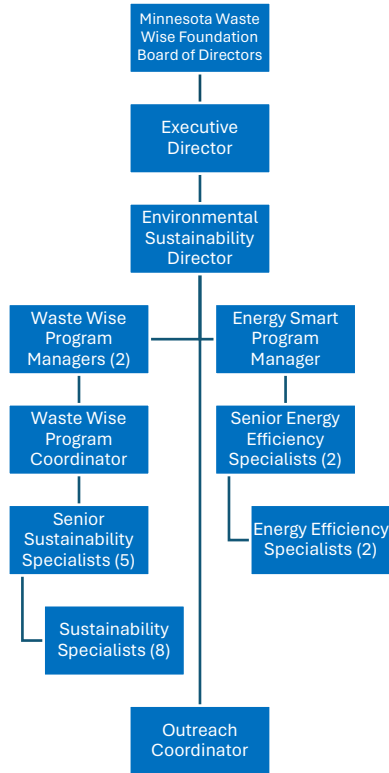 Minnesota Waste
Wise Foundation
Board of Directors
Executive
Director
Environmental
Sustainability
Director
Waste Wise
Program
Managers (2)
Energy Smart
Program
Manager
Waste Wise
Program
Coordinator
Senior Energy
Efficiency
Specialists (2)
Senior
Sustainability
Specialists (5)
Energy Efficiency
Specialists (2)
Sustainability
Specialists (8)
Outreach
Coordinator